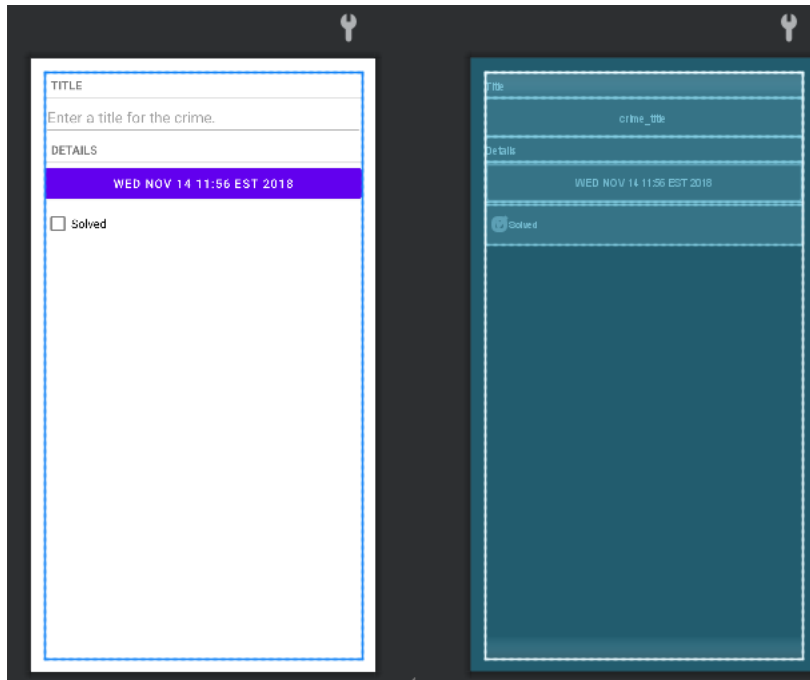 TITLE
Enter a title for the crime.
DETAILS
WED NOV 14 11:56 EST 2018
Solved
Title
crime_title
Details
WED NOV 14 11:56 EST 2018
Solved